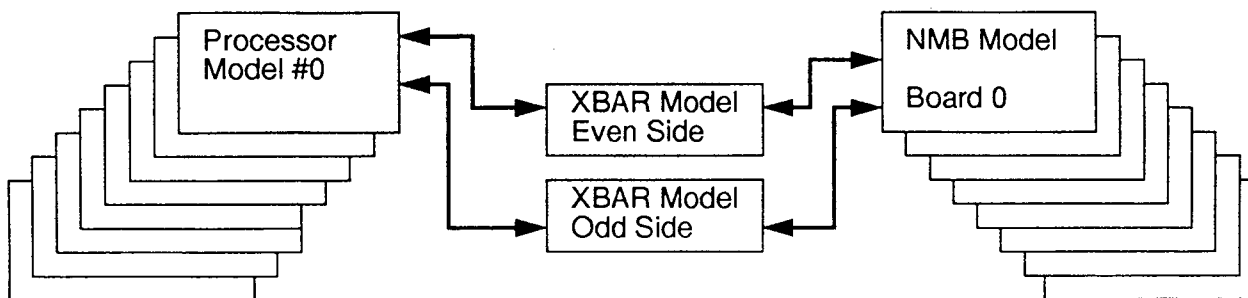 Processor
Model #0
XBAR Model
Even Side
XBAR Model
Odd Side
NMB Model
Board 0